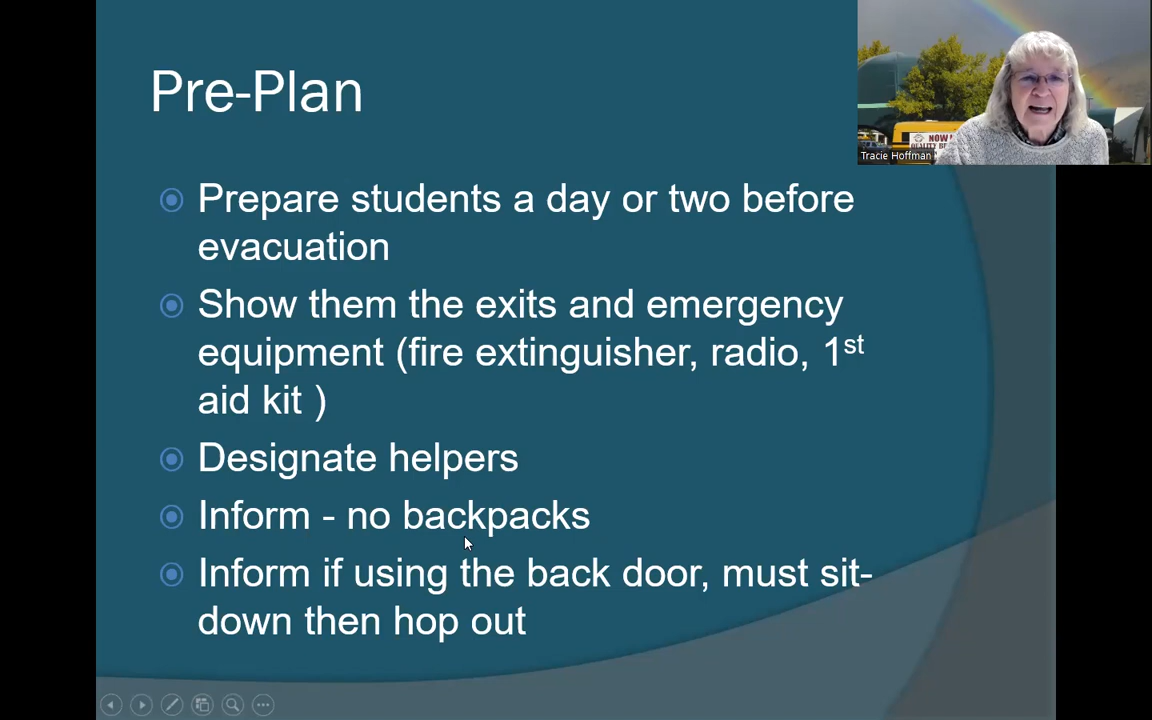 Pre-Plan
Prepare students a day or two before
evacuation
Show them the exits and emergency
equipment (fire extinguisher, radio, 1st
aid kit )
Designate helpers
Inform - no backpacks
Inform if using the back door, must sit-
down then hop out
NOW
Tracie Hoffman